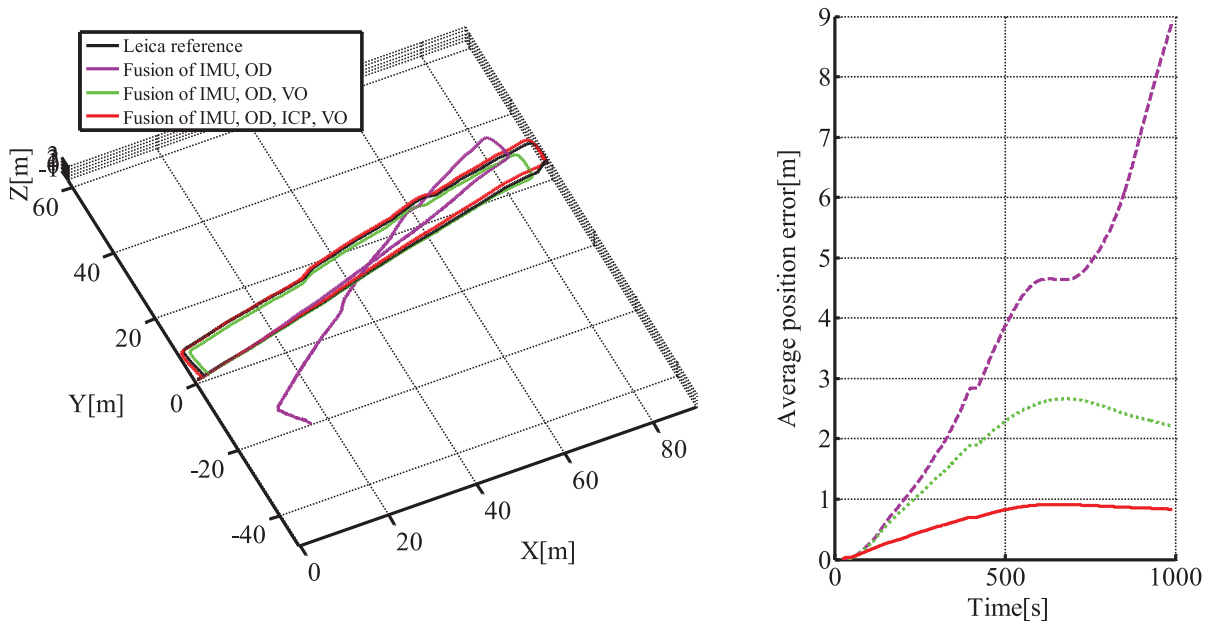 Leica reference
Fusion of IMU, OD
Fusion of IMU, OD, VO
Fusion of IMU, OD, ICP, VO
Z[m]
60
40
20
0
-20
-40
Y[m]
0
20
40
60
80
X[m]
9
8
7
6
5
4
3
2
1
0
Average position error[m]
0
500
1000
Time[s]